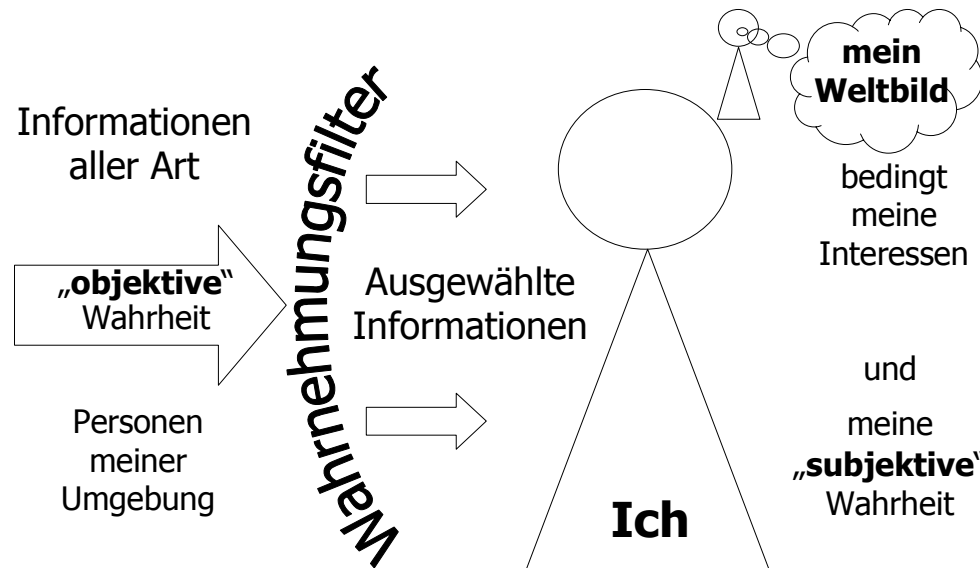 Informationen
aller Art
„objektive“
Wahrheit
Personen
meiner
Umgebung
Wahrnehmungsfilter
Ausgewählte
Informationen
Ich
mein
Weltbild
bedingt
meine
Interessen
und
meine
„subjektive“
Wahrheit